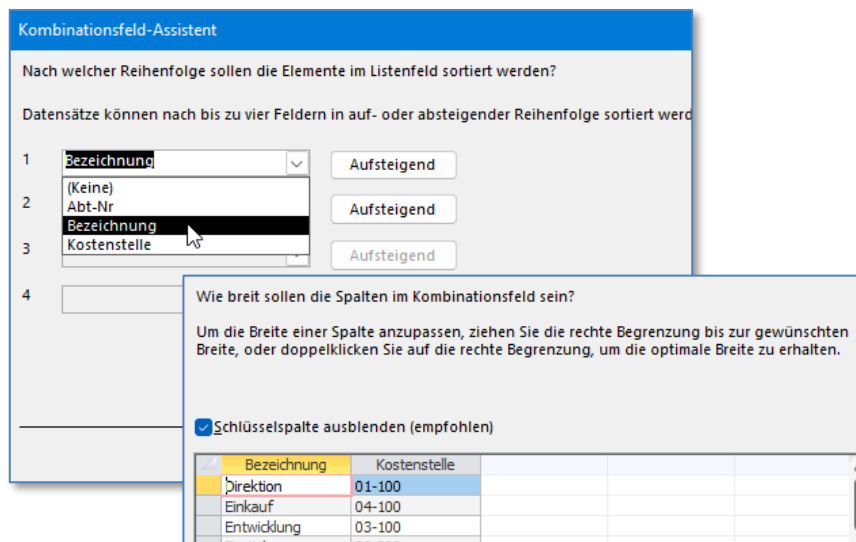 Kombinationsfeld-Assistent
Nach welcher Reihenfolge sollen die Elemente im Listenfeld sortiert werden?
Datensätze können nach bis zu vier Feldern in auf- oder absteigender Reihenfolge sortiert werd
1 Bezeichnung Aufsteigend
(Keine)
2 Abt-Nr Aufsteigend
Bezeichnung
3 Kostenstelle Aufsteigend
4
Wie breit sollen die Spalten im Kombinationsfeld sein?
Um die Breite einer Spalte anzupassen, ziehen Sie die rechte Begrenzung bis zur gewünschten
Breite, oder doppelklicken Sie auf die rechte Begrenzung, um die optimale Breite zu erhalten.
Schlüsselspalte ausblenden (empfohlen)
Bezeichnung Kostenstelle
Direktion 01-100
Einkauf 04-100
Entwicklung 03-100